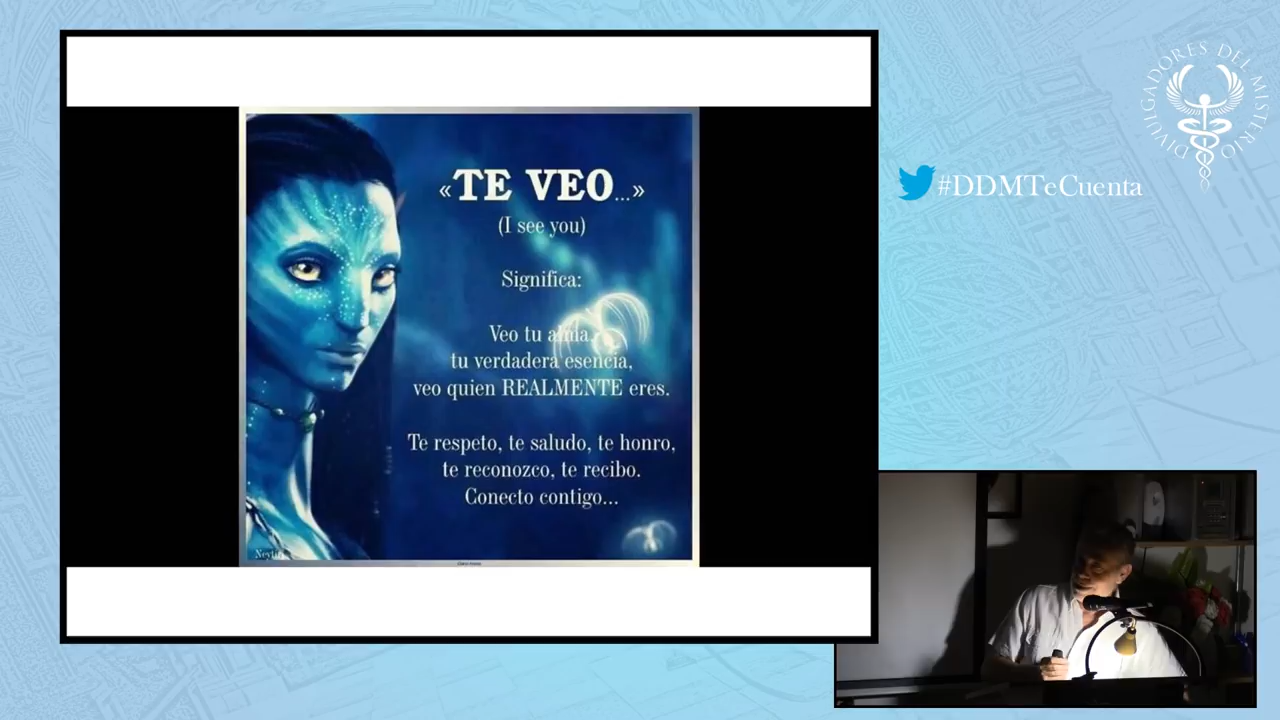 «TE VEO...»
(I see you)
Significa:
Veo tu alma,
tu verdadera esencia,
veo quien REALMENTE eres.
Te respeto, te saludo, te honro,
te reconozco, te recibo.
Conecto contigo...
#DDMTeCuenta
DIVULGADORES DEL MISTERIO